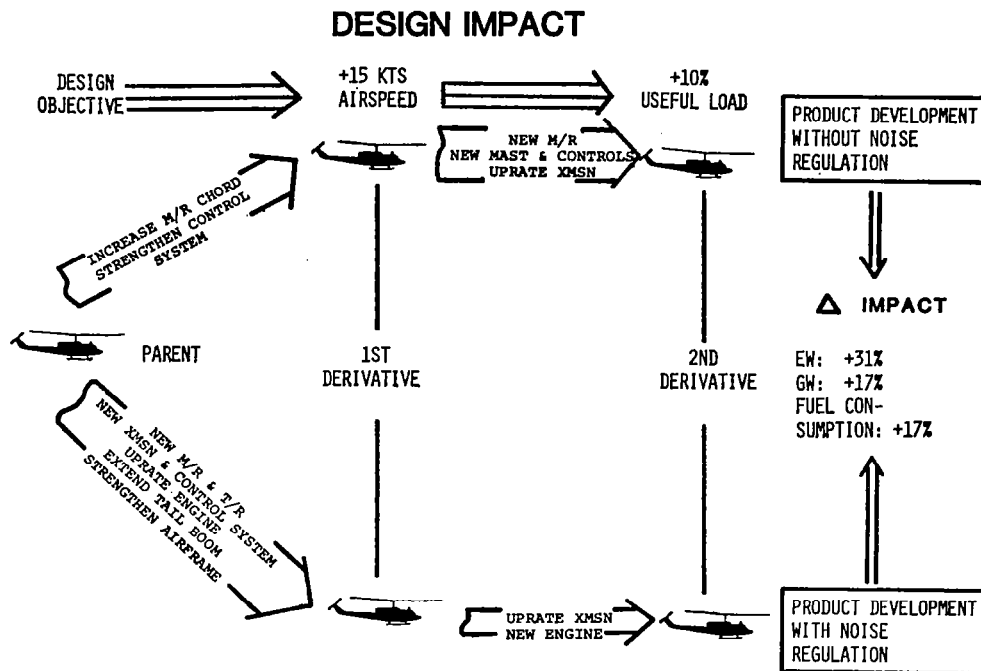 DESIGN IMPACT
DESIGN
OBJECTIVE
+15 KTS
AIRSPEED
+10%
USEFUL LOAD
PRODUCT DEVELOPMENT
WITHOUT NOISE
REGULATION
NEW M/R
NEW MAST & CONTROLS
UPRATE XMSN
INCREASE M/R CHORD
STRENGTHEN CONTROL
SYSTEM
PARENT
1ST
DERIVATIVE
2ND
DERIVATIVE
Δ IMPACT
EW: +31%
GW: +17%
FUEL CON-
SUMPTION: +17%
NEW M/R & T/R
NEW XMSN & CONTROL SYSTEM
UPRATE ENGINE
EXTEND TAIL BOOM
STRENGTHEN AIRFRAME
UPRATE XMSN
NEW ENGINE
PRODUCT DEVELOPMENT
WITH NOISE
REGULATION